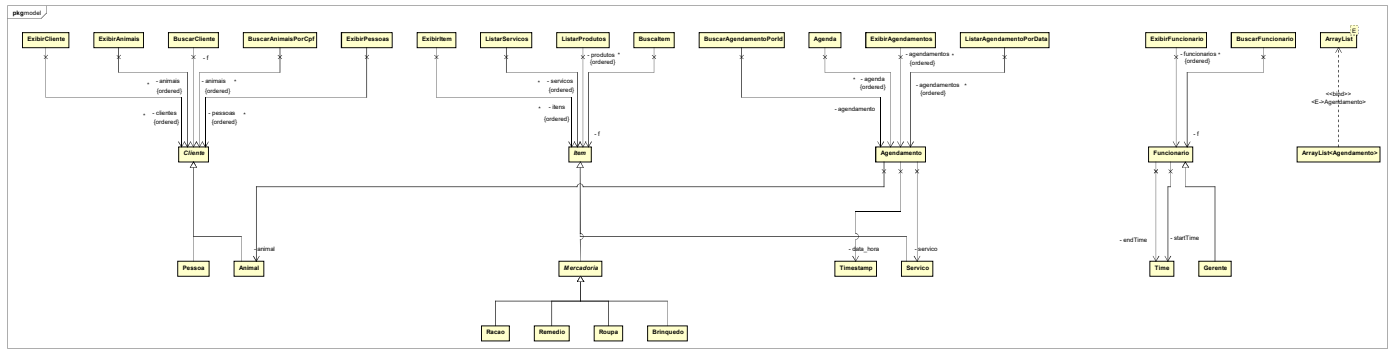 pkg model
ExibirCliente
ExibirAnimais
BuscarCliente
BuscarAnimaisPorCpf
ExibirPessoas
ExibirItem
ListarServicos
ListarProdutos
BuscaItem
BuscarAgendamentoPorId
Agenda
ExibirAgendamentos
ListarAgendamentoPorData
ExibirFuncionario
BuscarFuncionario
ArrayList
E
- f
- produtos *
{ordered}
- agendamentos *
{ordered}
- funcionarios *
{ordered}
* - animais
{ordered}
- animais *
{ordered}
* - servicos
{ordered}
* - agenda
{ordered}
- agendamentos *
{ordered}
<<bind>>
<E->Agendamento>
* - clientes
{ordered}
- pessoas *
{ordered}
* - itens
{ordered}
- agendamento
- f
- f
Cliente
Item
Agendamento
Funcionario
ArrayList<Agendamento>
- animal
- data_hora
- servico
- endTime
- startTime
Pessoa
Animal
Mercadoria
Timestamp
Servico
Time
Gerente
Racao
Remedio
Roupa
Brinquedo